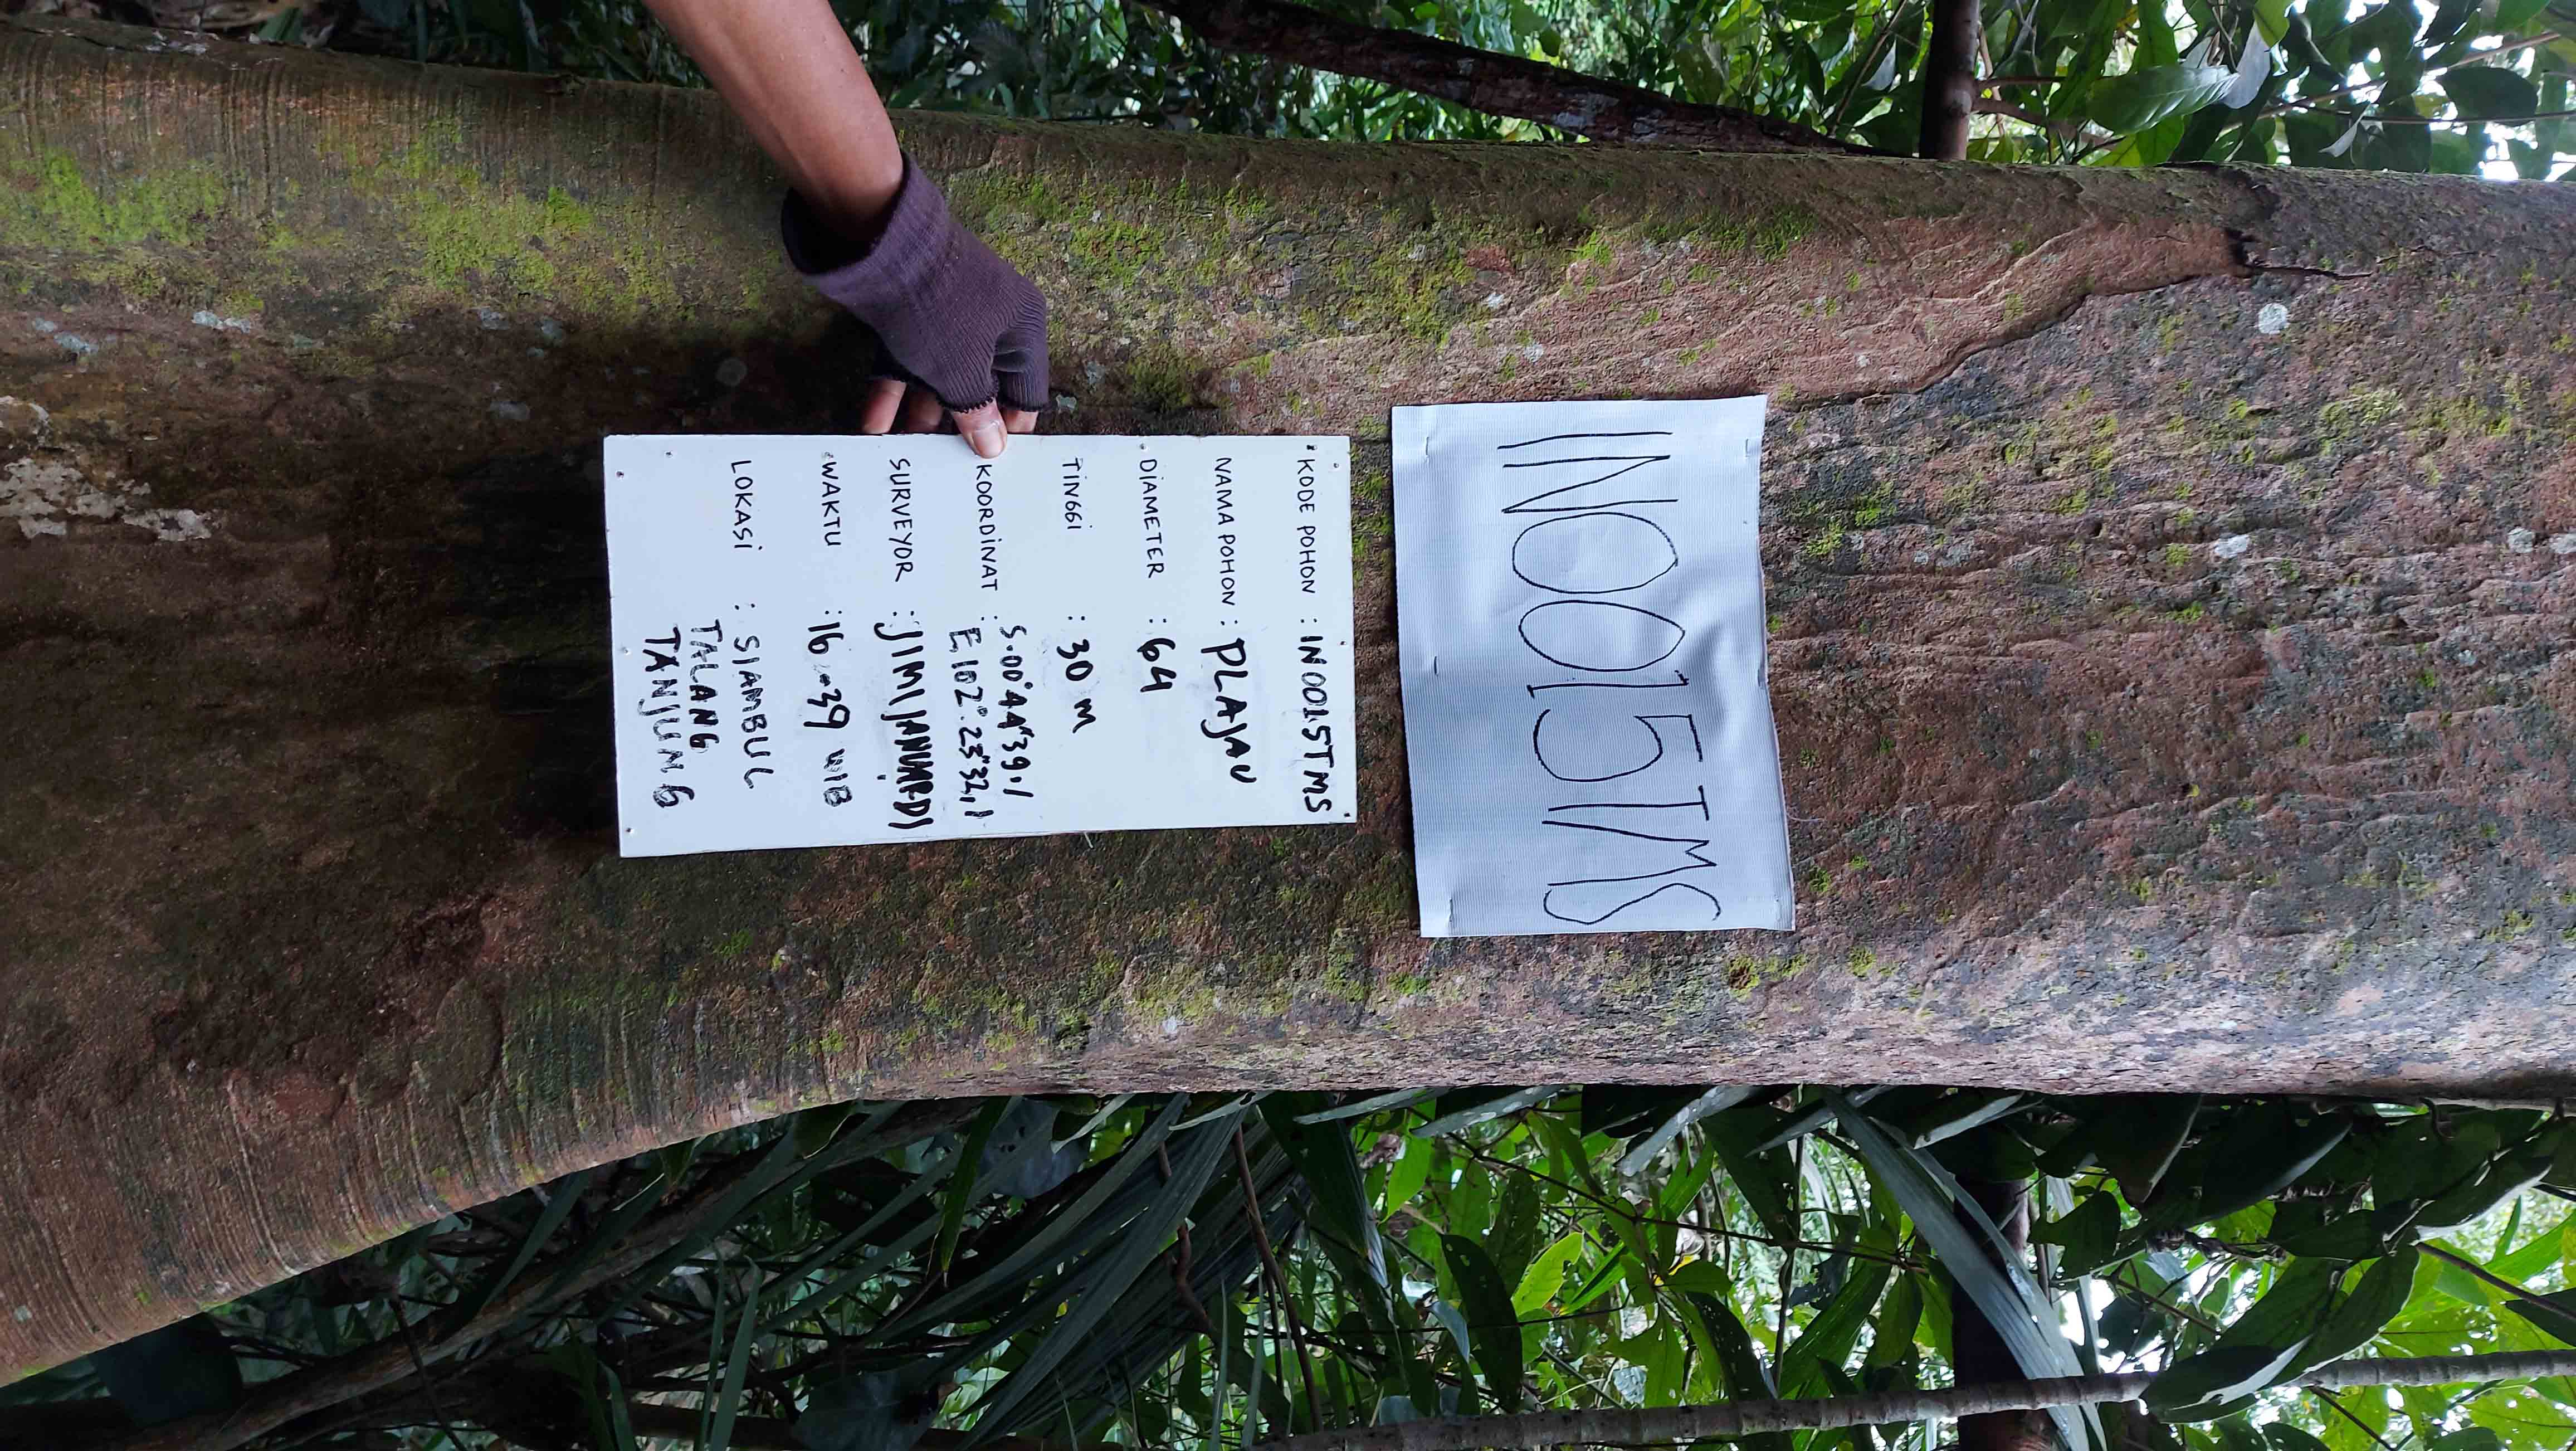 IN0015TMS
KODE POHON : IN0015TMS
NAMA POHON : PLAJAU
DIAMETER : 64
TINGGI : 30 M
KOORDINAT : S.00°44"39.1
E 102°.23"32,1
SURVEYOR : JIMI JANUARDI
WAKTU : 16-39 WIB
LOKASI : SIAMBUL
TALANG
TANJUNG